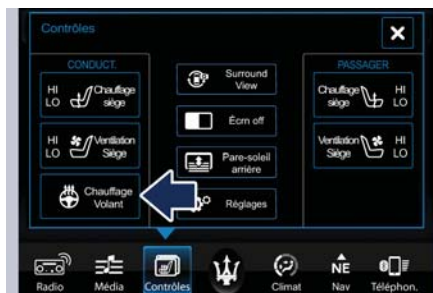 Contrôles
CONDUCT.
PASSAGER
HI
LO
Chauffage
siège
Surround
View
Chauffage
siège
HI
LO
HI
LO
Ventilation
Siège
Écrn off
Ventilation
Siège
HI
LO
Pare-soleil
arrière
Chauffage
Volant
Réglages
Radio
Média
Contrôles
Climat
NE
Nav
Téléphon.